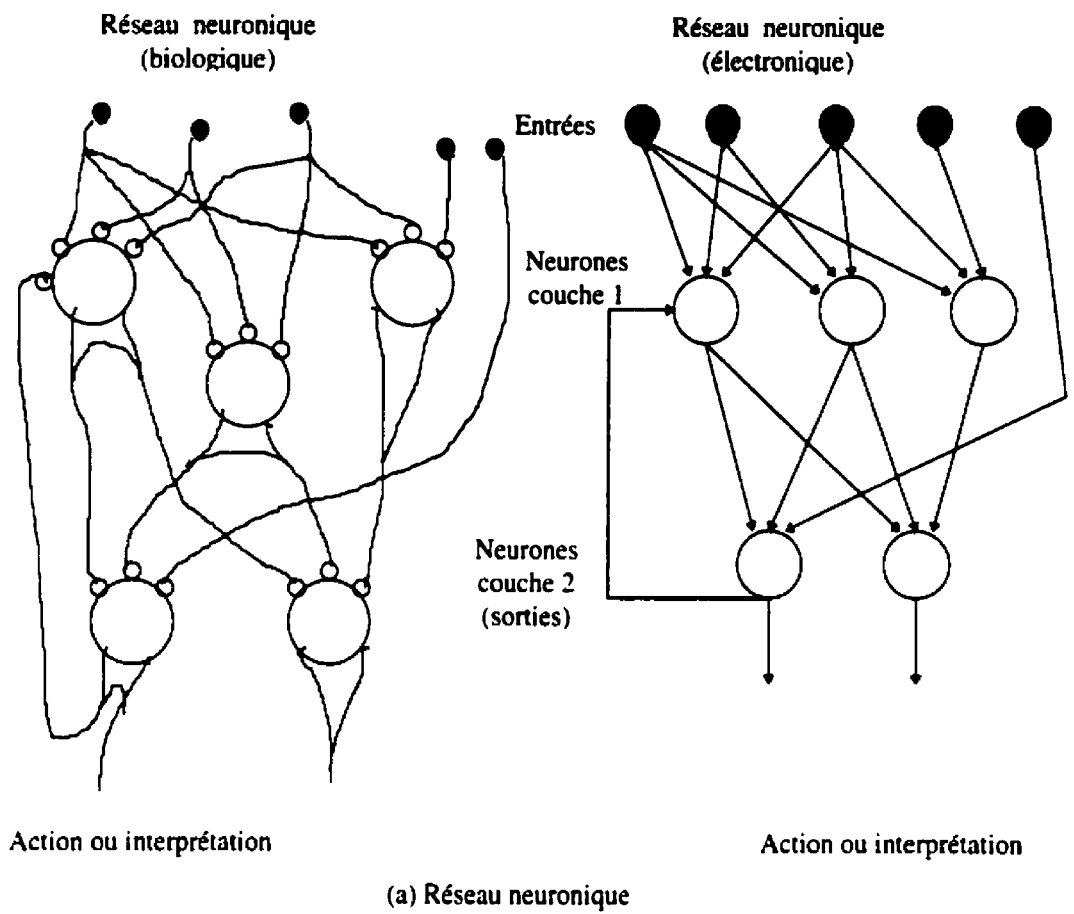 Réseau neuronique
(biologique)
Réseau neuronique
(électronique)
Entrées
Neurones
couche 1
Neurones
couche 2
(sorties)
Action ou interprétation
Action ou interprétation
(a) Réseau neuronique